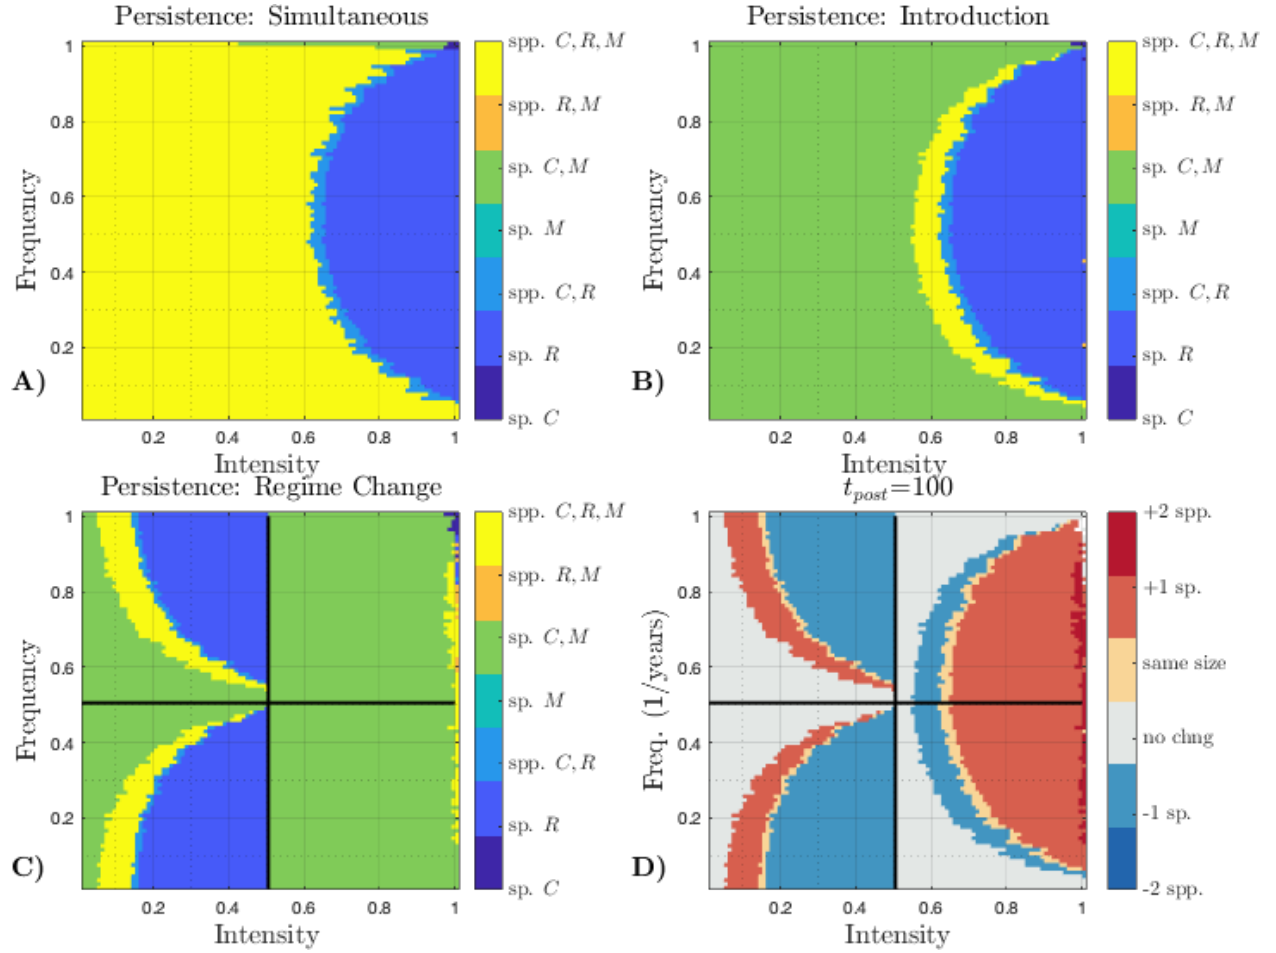 Persistence: Simultaneous
Frequency
1
0.8
0.6
0.4
0.2
0.2
0.4
0.6
0.8
1
Intensity
A)
spp. C, R, M
spp. R, M
sp. C, M
sp. M
spp. C, R
sp. R
sp. C
Persistence: Introduction
Frequency
1
0.8
0.6
0.4
0.2
0.2
0.4
0.6
0.8
1
Intensity
B)
spp. C, R, M
spp. R, M
sp. C, M
sp. M
spp. C, R
sp. R
sp. C
Persistence: Regime Change
Frequency
1
0.8
0.6
0.4
0.2
0.2
0.4
0.6
0.8
1
Intensity
C)
spp. C, R, M
spp. R, M
sp. C, M
sp. M
spp. C, R
sp. R
sp. C
tpost=100
Freq. (1/years)
1
0.8
0.6
0.4
0.2
0.2
0.4
0.6
0.8
1
Intensity
D)
+2 spp.
+1 sp.
same size
no chng
-1 sp.
-2 spp.